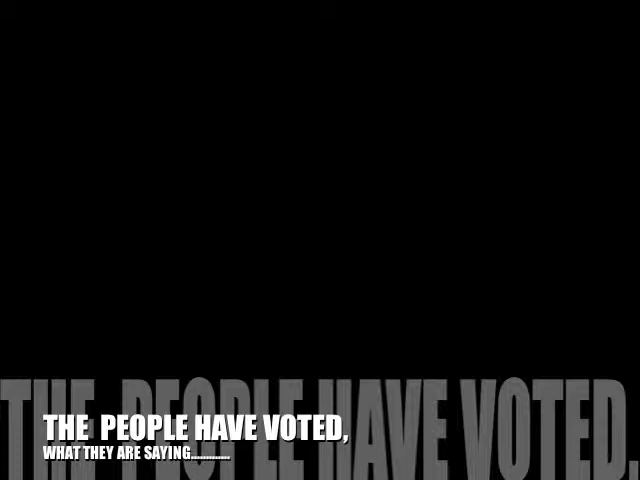 THE PEOPLE HAVE VOTED,
THE PEOPLE HAVE VOTED,
WHAT THEY ARE SAYING.............